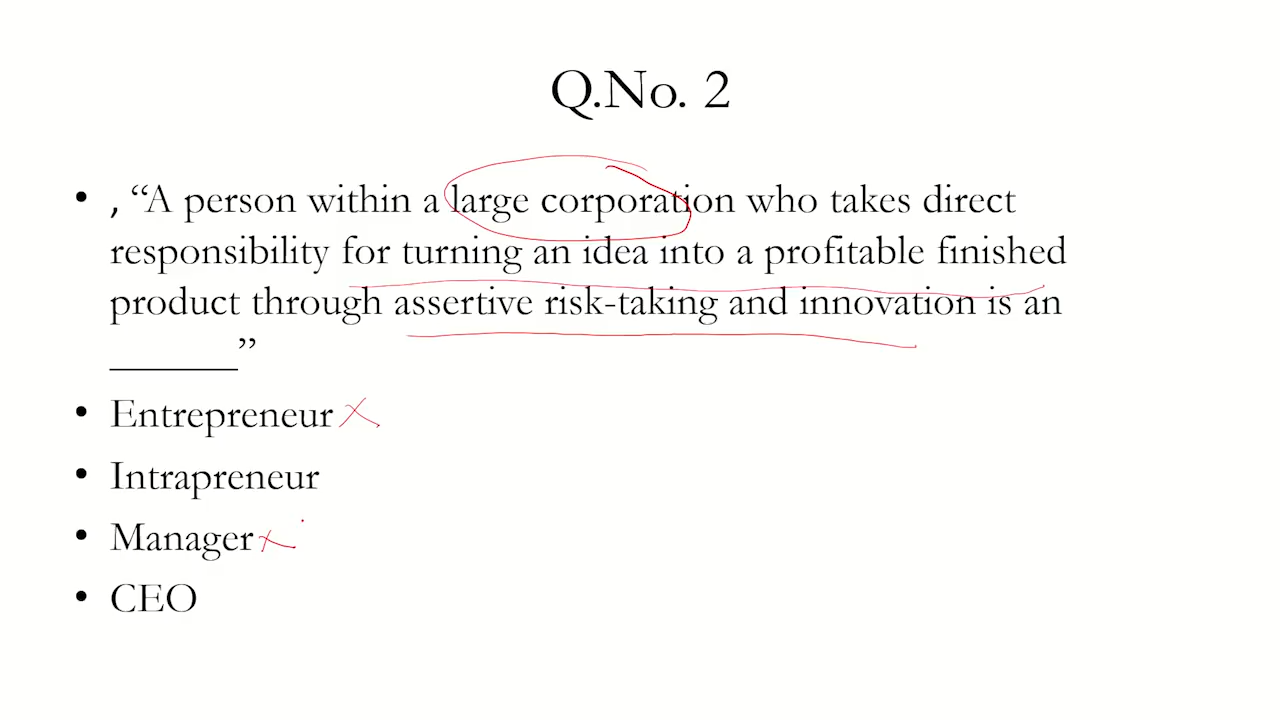 Q.No. 2
• , “A person within a large corporation who takes direct
responsibility for turning an idea into a profitable finished
product through assertive risk-taking and innovation is an
______”
• Entrepreneur
• Intrapreneur
• Manager
• CEO